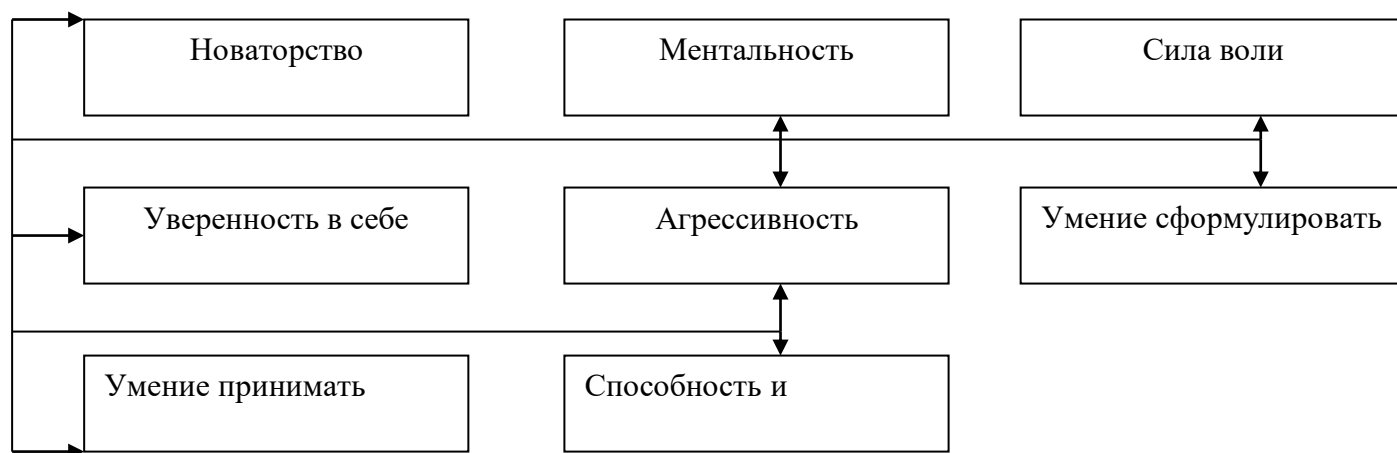 Новаторство
Ментальность
Сила воли
Уверенность в себе
Агрессивность
Умение сформулировать
Умение принимать
Способность и